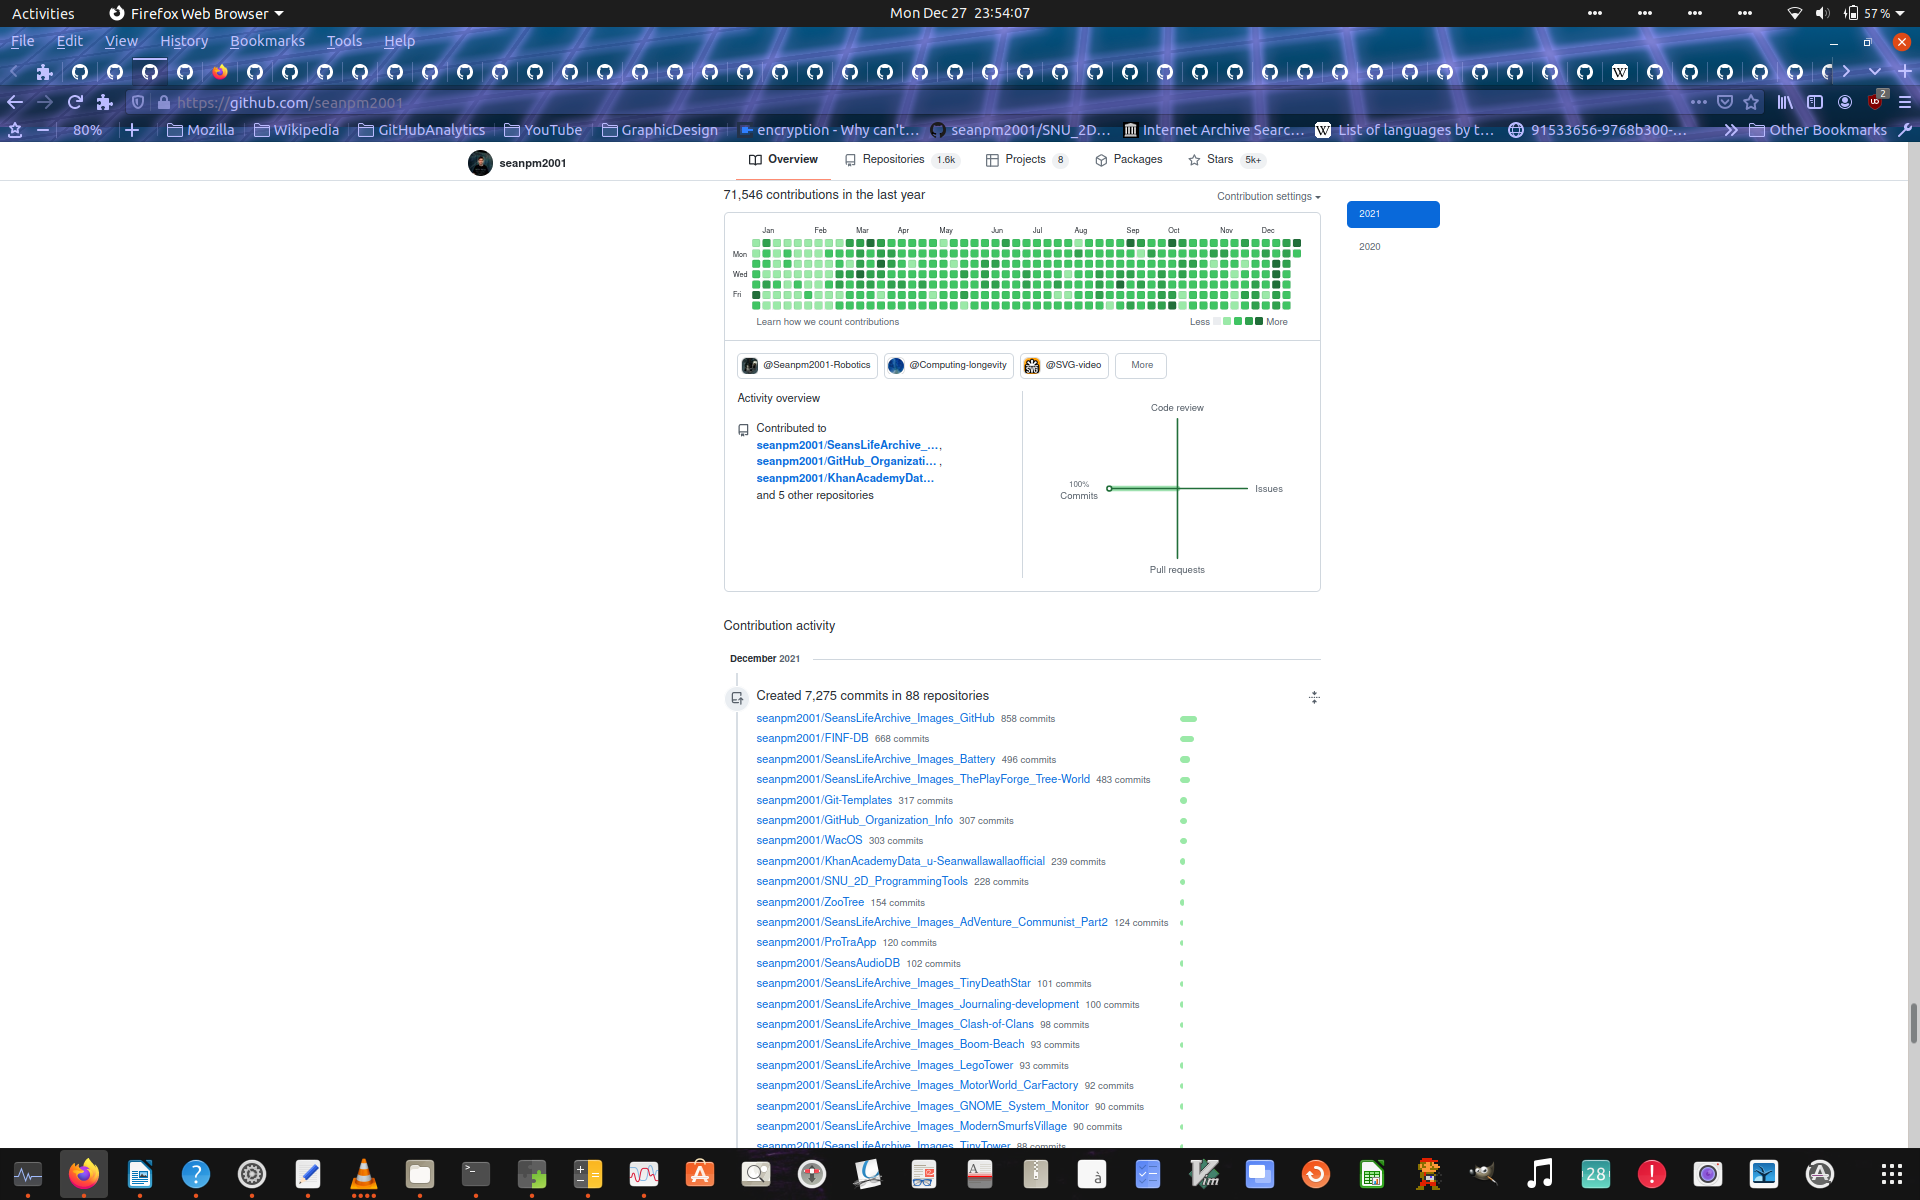 Activities Firefox Web Browser Mon Dec 27 23:54:07 57 %
File Edit View History Bookmarks Tools Help
https://github.com/seanpm2001 2
80% Mozilla Wikipedia GitHubAnalytics YouTube GraphicDesign encryption - Why can't... seanpm2001/SNU_2D... Internet Archive Searc... List of languages by t... 91533656-9768b300-... Other Bookmarks
seanpm2001 Overview Repositories 1.6k Projects 8 Packages Stars 5k+
71,546 contributions in the last year Contribution settings
2021
2020
Jan Feb Mar Apr May Jun Jul Aug Sep Oct Nov Dec
Mon
Wed
Fri
Learn how we count contributions Less More
@Seanpm2001-Robotics @Computing-longevity @SVG-video More
Activity overview
Contributed to
seanpm2001/SeansLifeArchive_...,
seanpm2001/GitHub_Organizati... ,
seanpm2001/KhanAcademyDat...
and 5 other repositories
Code review
100%
Commits
Issues
Pull requests
Contribution activity
December 2021
Created 7,275 commits in 88 repositories
seanpm2001/SeansLifeArchive_Images_GitHub 858 commits
seanpm2001/FINF-DB 668 commits
seanpm2001/SeansLifeArchive_Images_Battery 496 commits
seanpm2001/SeansLifeArchive_Images_ThePlayForge_Tree-World 483 commits
seanpm2001/Git-Templates 317 commits
seanpm2001/GitHub_Organization_Info 307 commits
seanpm2001/WacOS 303 commits
seanpm2001/KhanAcademyData_u-Seanwallawallaofficial 239 commits
seanpm2001/SNU_2D_ProgrammingTools 228 commits
seanpm2001/ZooTree 154 commits
seanpm2001/SeansLifeArchive_Images_AdVenture_Communist_Part2 124 commits
seanpm2001/ProTraApp 120 commits
seanpm2001/SeansAudioDB 102 commits
seanpm2001/SeansLifeArchive_Images_TinyDeathStar 101 commits
seanpm2001/SeansLifeArchive_Images_Journaling-development 100 commits
seanpm2001/SeansLifeArchive_Images_Clash-of-Clans 98 commits
seanpm2001/SeansLifeArchive_Images_Boom-Beach 93 commits
seanpm2001/SeansLifeArchive_Images_LegoTower 93 commits
seanpm2001/SeansLifeArchive_Images_MotorWorld_CarFactory 92 commits
seanpm2001/SeansLifeArchive_Images_GNOME_System_Monitor 90 commits
seanpm2001/SeansLifeArchive_Images_ModernSmurfsVillage 90 commits
seanpm2001/SeansLifeArchive_Images_TinyTower 88 commits
28